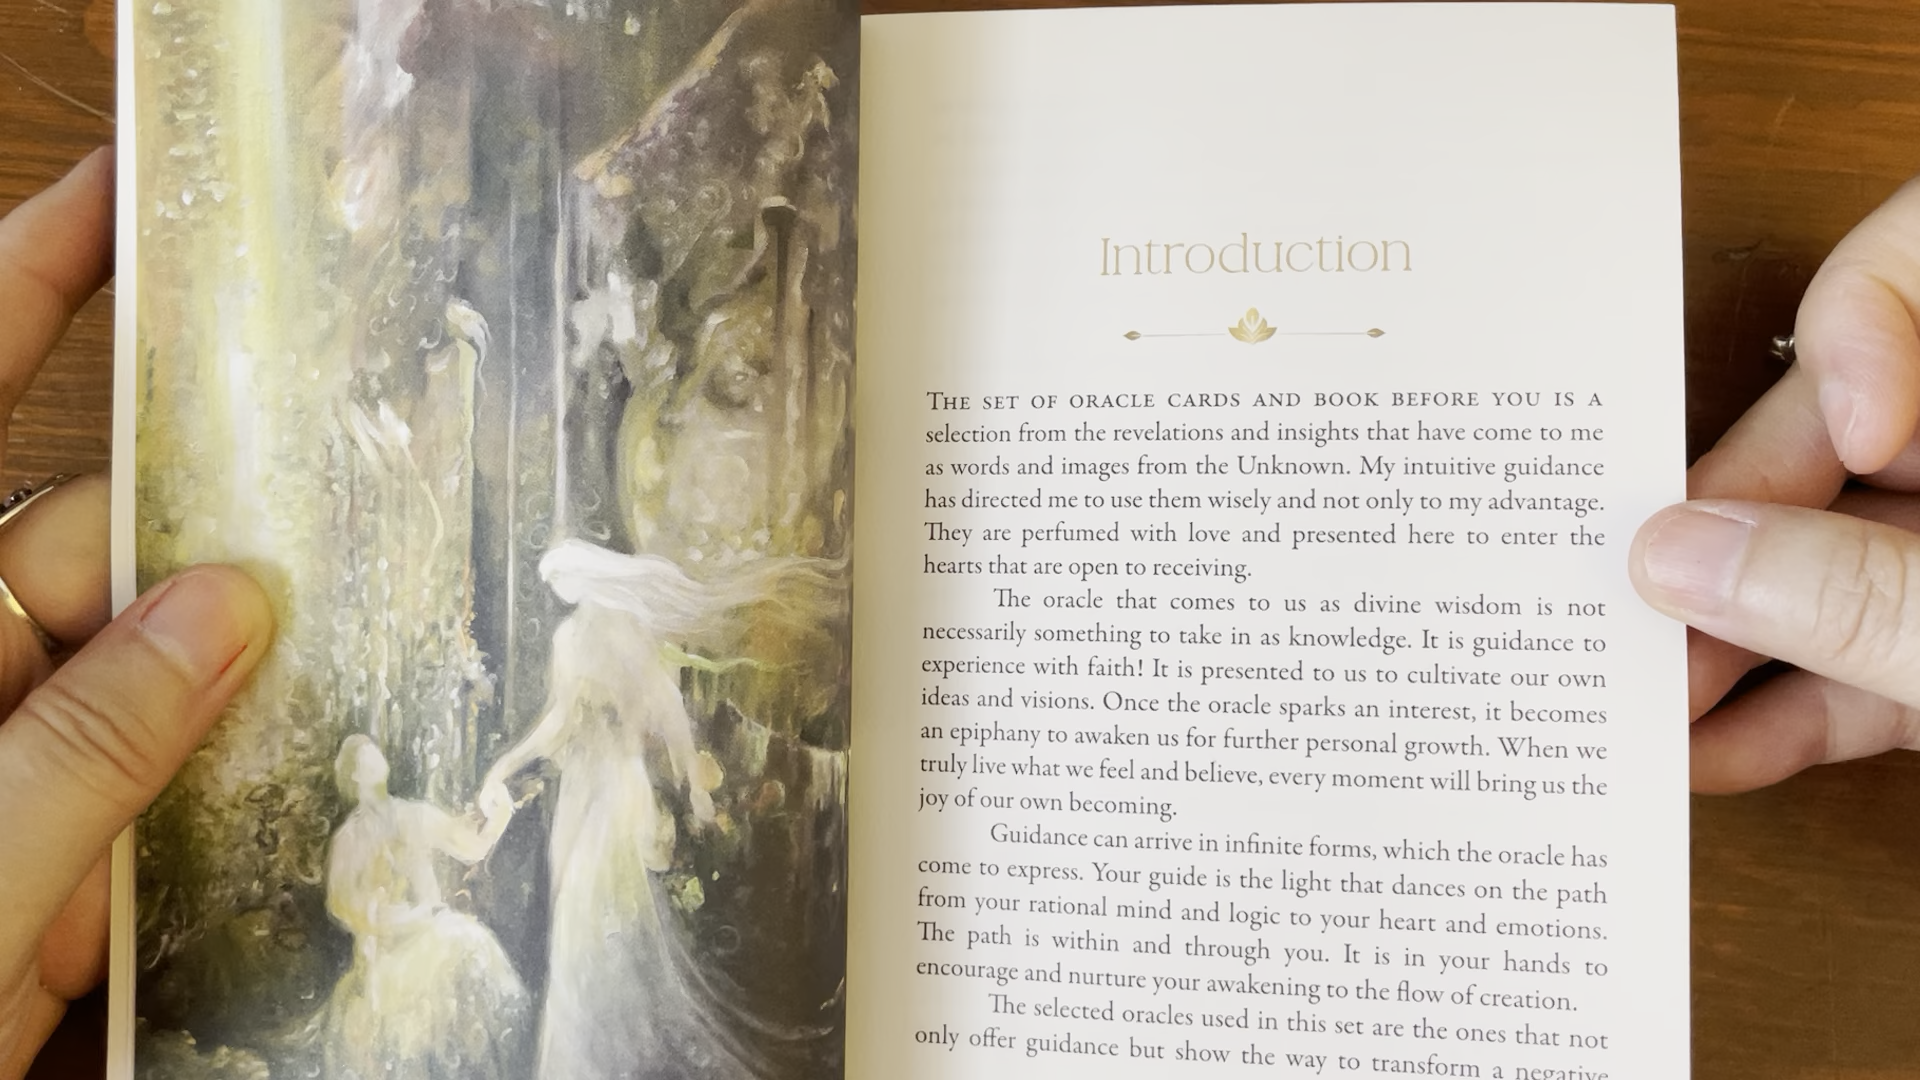 Introduction
THE SET OF ORACLE CARDS AND BOOK BEFORE YOU IS A
selection from the revelations and insights that have come to me
as words and images from the Unknown. My intuitive guidance
has directed me to use them wisely and not only to my advantage.
They are perfumed with love and presented here to enter the
hearts that are open to receiving.
The oracle that comes to us as divine wisdom is not
necessarily something to take in as knowledge. It is guidance to
experience with faith! It is presented to us to cultivate our own
ideas and visions. Once the oracle sparks an interest, it becomes
an epiphany to awaken us for further personal growth. When we
truly live what we feel and believe, every moment will bring us the
joy of our own becoming.
Guidance can arrive in infinite forms, which the oracle has
come to express. Your guide is the light that dances on the path
from your rational mind and logic to your heart and emotions.
The path is within and through you. It is in your hands to
encourage and nurture your awakening to the flow of creation.
The selected oracles used in this set are the ones that not
only offer guidance but show the way to transform a negative